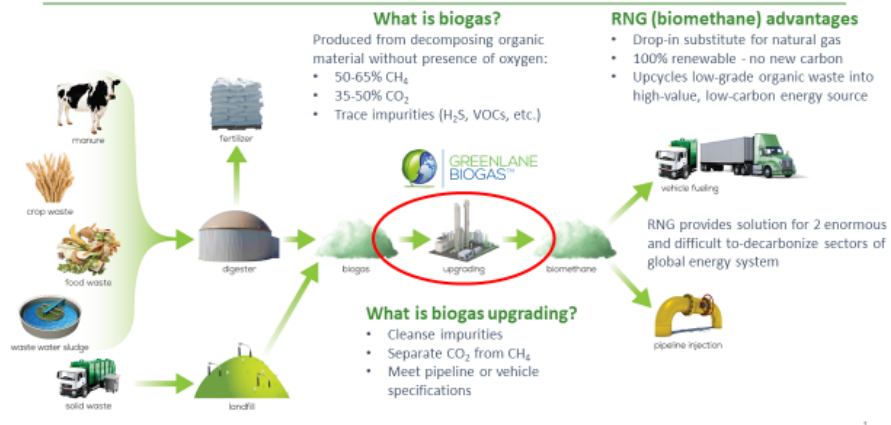 What is biogas?
Produced from decomposing organic
material without presence of oxygen:
• 50-65% CH₄
• 35-50% CO₂
• Trace impurities (H₂S, VOCs, etc.)
RNG (biomethane) advantages
• Drop-in substitute for natural gas
• 100% renewable - no new carbon
• Upcycles low-grade organic waste into
high-value, low-carbon energy source
manure
crop waste
food waste
waste water sludge
solid waste
fertilizer
digester
landfill
GREENLANE
BIOGAS™
biogas
upgrading
biomethane
vehicle fueling
RNG provides solution for 2 enormous
and difficult to-decarbonize sectors of
global energy system
pipeline injection
What is biogas upgrading?
• Cleanse impurities
• Separate CO₂ from CH₄
• Meet pipeline or vehicle
specifications